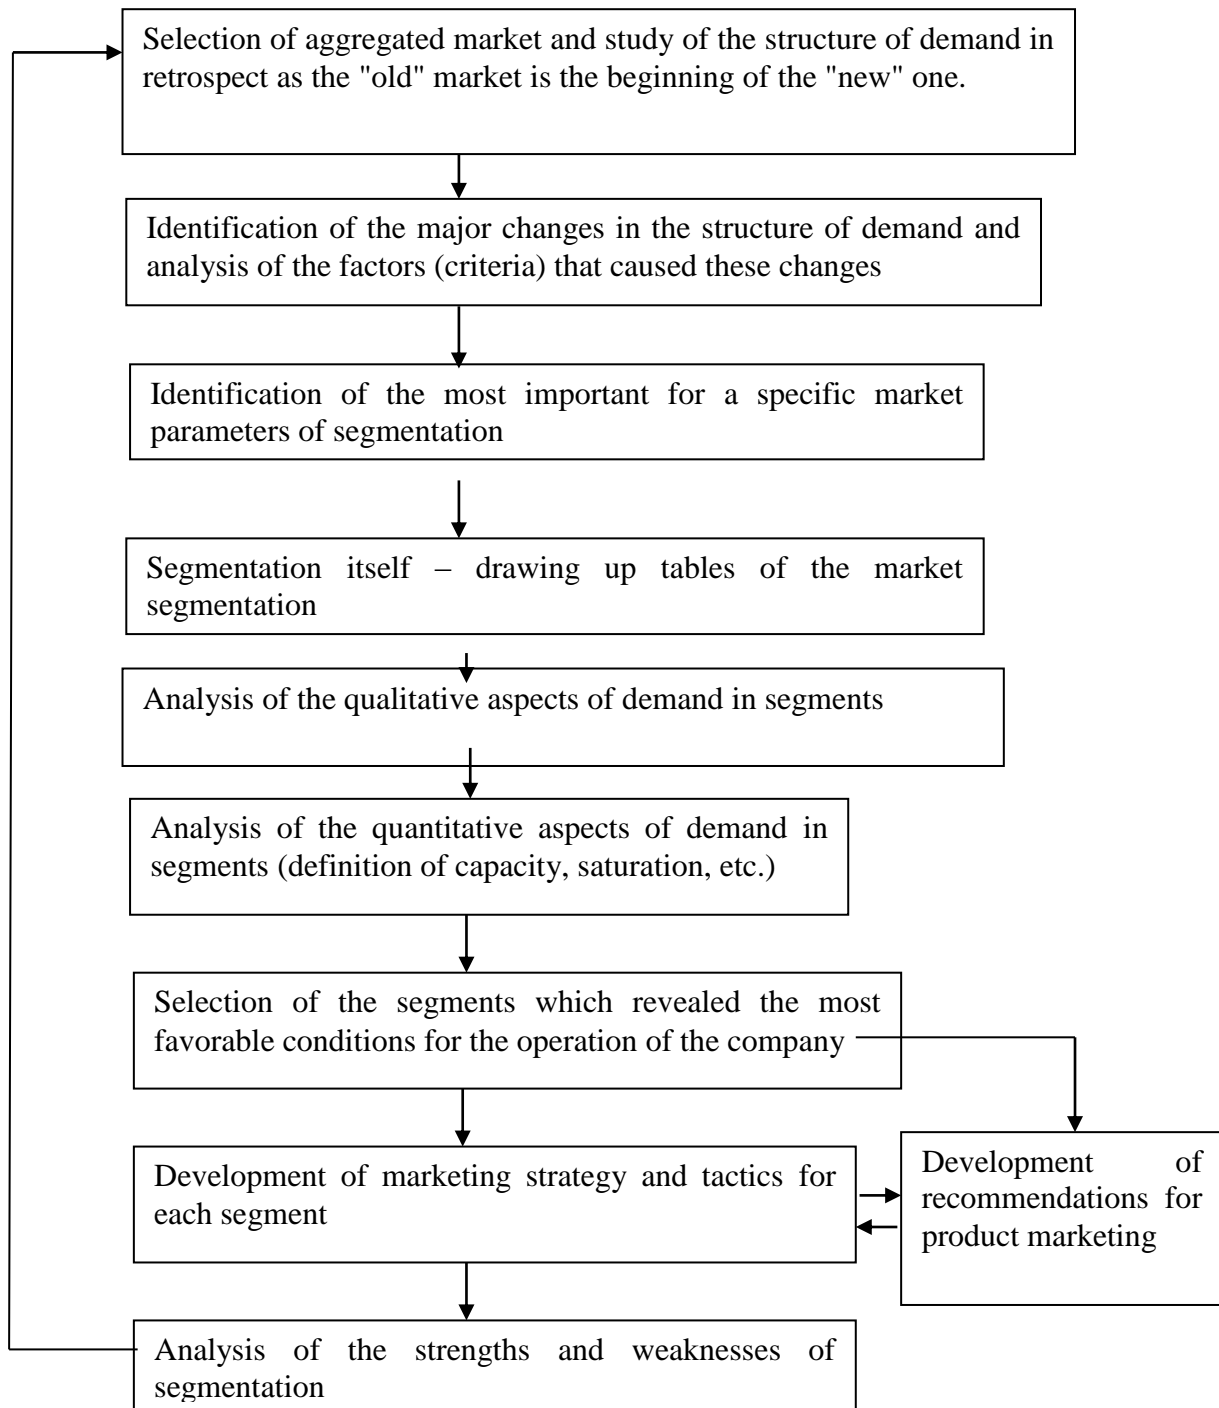 Selection of aggregated market and study of the structure of demand in
retrospect as the "old" market is the beginning of the "new" one.
Identification of the major changes in the structure of demand and
analysis of the factors (criteria) that caused these changes
Identification of the most important for a specific market
parameters of segmentation
Segmentation itself – drawing up tables of the market
segmentation
Analysis of the qualitative aspects of demand in segments
Analysis of the quantitative aspects of demand in
segments (definition of capacity, saturation, etc.)
Selection of the segments which revealed the most
favorable conditions for the operation of the company
Development of marketing strategy and tactics for
each segment
Development of
recommendations for
product marketing
Analysis of the strengths and weaknesses of
segmentation